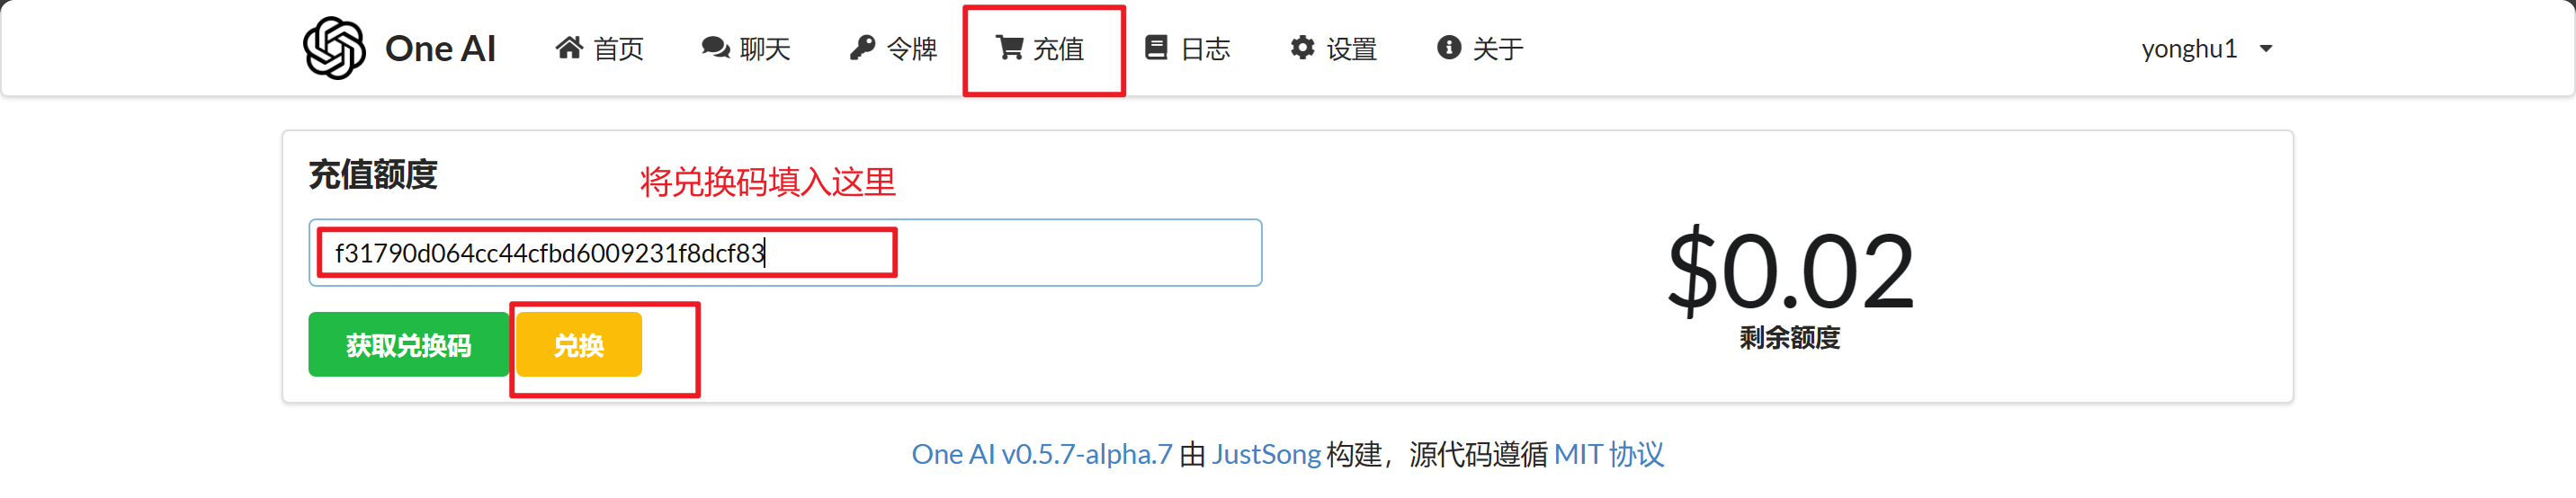 One AI 首页 聊天 令牌 充值 日志 设置 关于 yonghu1
充值额度
将兑换码填入这里
f31790d064cc44cfbd6009231f8dcf83
$0.02
剩余额度
获取兑换码 兑换
One AI v0.5.7-alpha.7 由 JustSong 构建，源代码遵循 MIT 协议